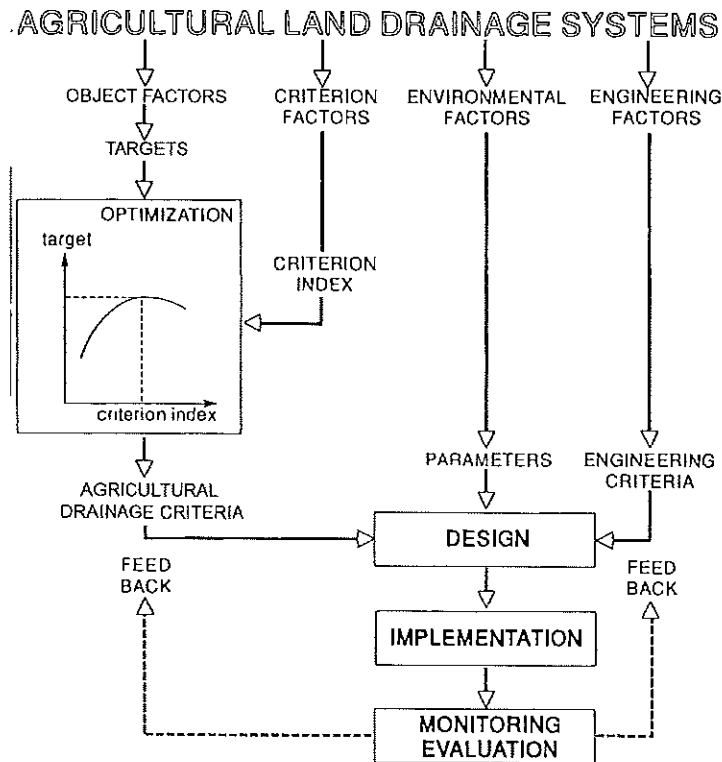 AGRICULTURAL LAND DRAINAGE SYSTEMS
OBJECT FACTORS
CRITERION
FACTORS
ENVIRONMENTAL
FACTORS
ENGINEERING
FACTORS
TARGETS
OPTIMIZATION
target
criterion index
CRITERION
INDEX
AGRICULTURAL
DRAINAGE CRITERIA
PARAMETERS
ENGINEERING
CRITERIA
DESIGN
FEED
BACK
FEED
BACK
IMPLEMENTATION
MONITORING
EVALUATION